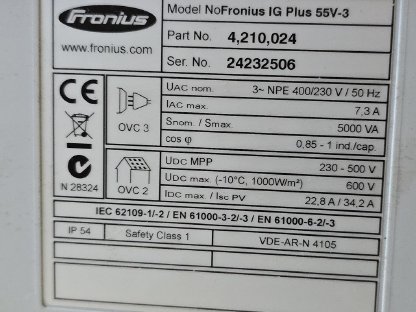 Fronius
www.fronius.com
Model No Fronius IG Plus 55V-3
Part No. 4,210,024
Ser. No. 24232506
CE
OVC 3
UAC nom. 3~ NPE 400/230 V / 50 Hz
IAC max. 7,3 A
Snom. / Smax. 5000 VA
cos φ 0,85 - 1 ind./cap.
N 28324
OVC 2
UDC MPP 230 - 500 V
UDC max. (-10°C, 1000W/m²) 600 V
IDC max. / Isc PV 22,8 A / 34,2 A
IEC 62109-1/-2 / EN 61000-3-2/-3 / EN 61000-6-2/-3
IP 54 Safety Class 1 VDE-AR-N 4105